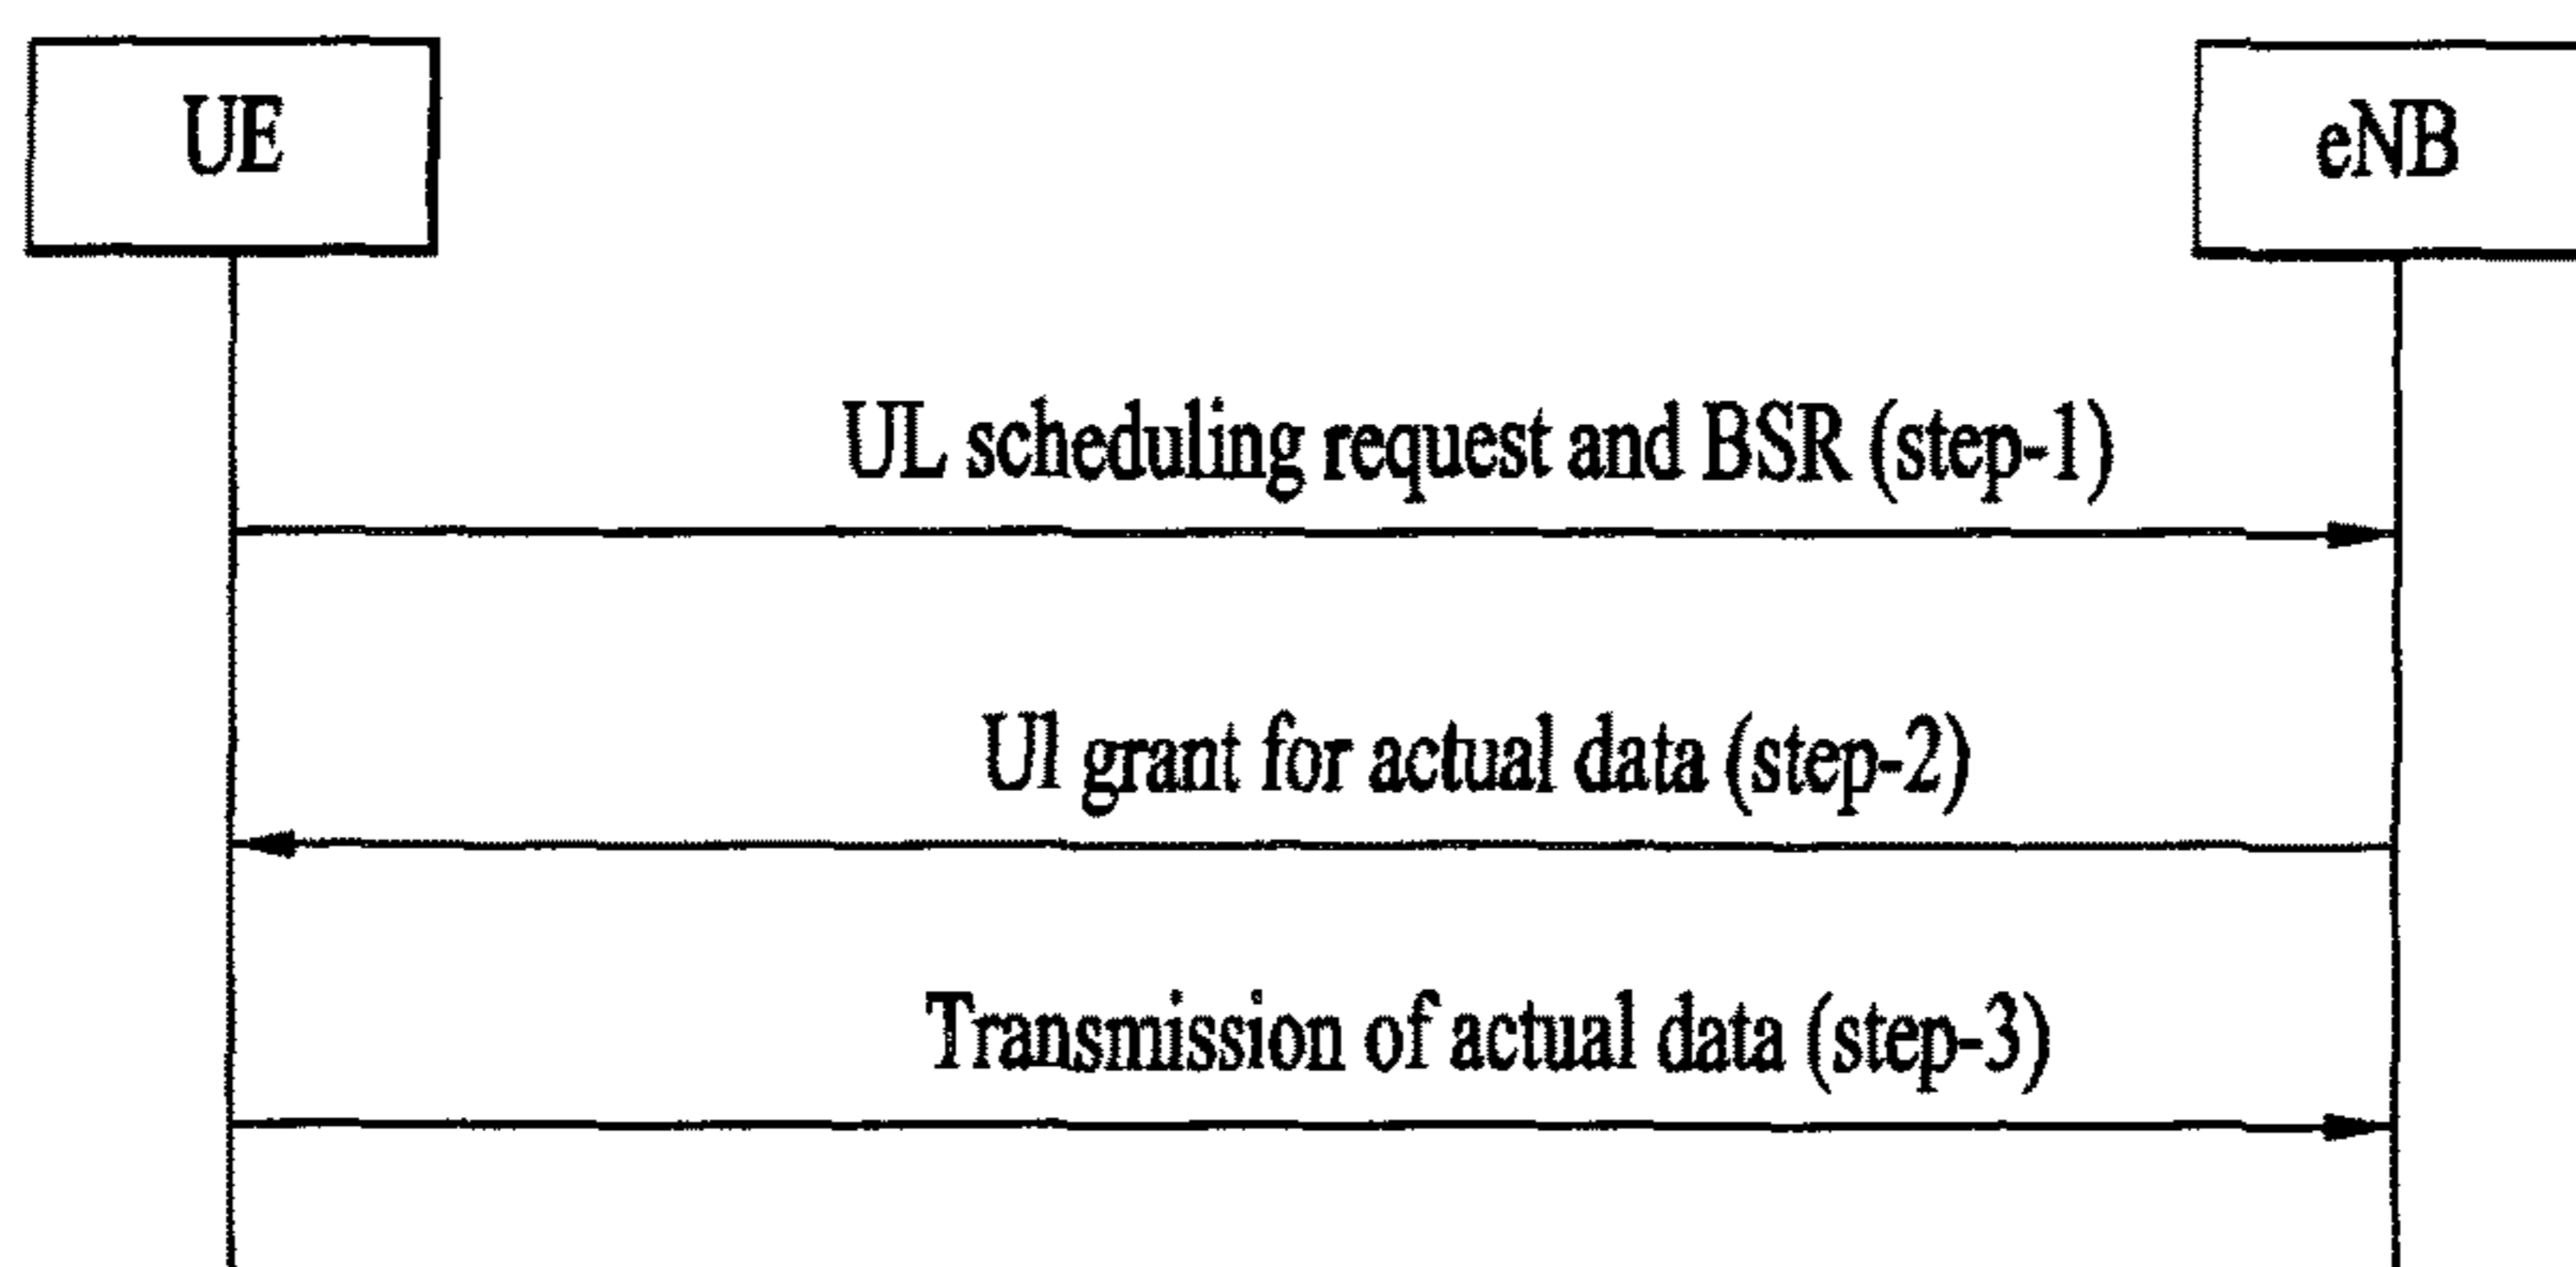 UE
eNB
UL scheduling request and BSR (step-1)
Ul grant for actual data (step-2)
Transmission of actual data (step-3)